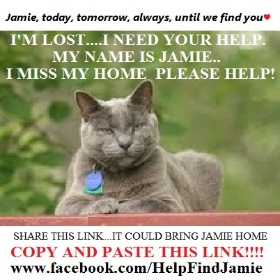 Jamie, today, tomorrow, always, until we find you
I'M LOST....I NEED YOUR HELP.
MY NAME IS JAMIE..
I MISS MY HOME PLEASE HELP!
SHARE THIS LINK...IT COULD BRING JAMIE HOME
COPY AND PASTE THIS LINK!!!!
www.facebook.com/HelpFindJamie